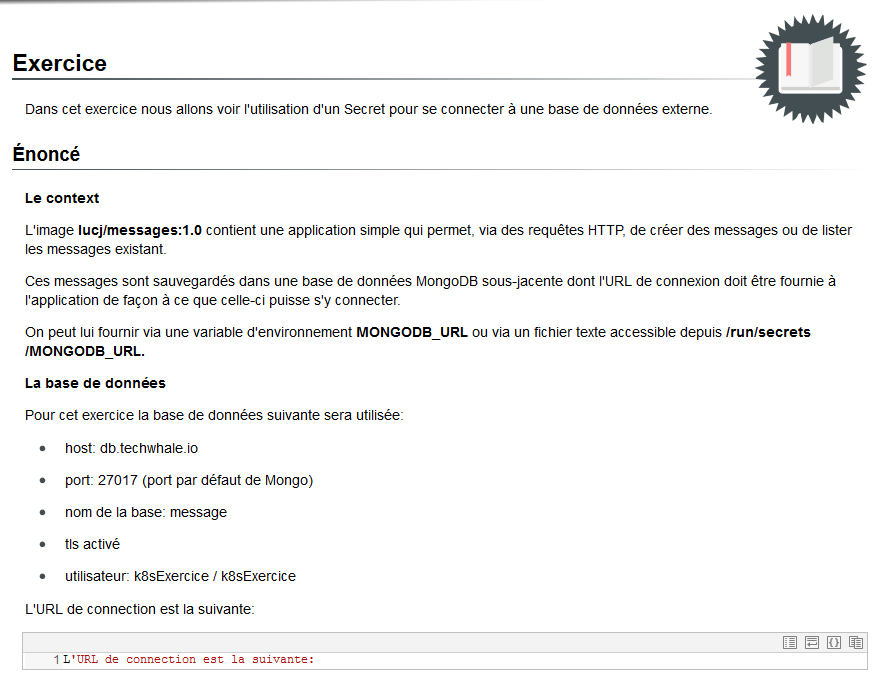 Exercice
Dans cet exercice nous allons voir l'utilisation d'un Secret pour se connecter à une base de données externe.
Énoncé
Le context
L'image lucj/messages:1.0 contient une application simple qui permet, via des requêtes HTTP, de créer des messages ou de lister
les messages existant.
Ces messages sont sauvegardés dans une base de données MongoDB sous-jacente dont l'URL de connexion doit être fournie à
l'application de façon à ce que celle-ci puisse s'y connecter.
On peut lui fournir via une variable d'environnement MONGODB_URL ou via un fichier texte accessible depuis /run/secrets
/MONGODB_URL.
La base de données
Pour cet exercice la base de données suivante sera utilisée:
• host: db.techwhale.io
• port: 27017 (port par défaut de Mongo)
• nom de la base: message
• tls activé
• utilisateur: k8sExercice / k8sExercice
L'URL de connection est la suivante:
1 L'URL de connection est la suivante: